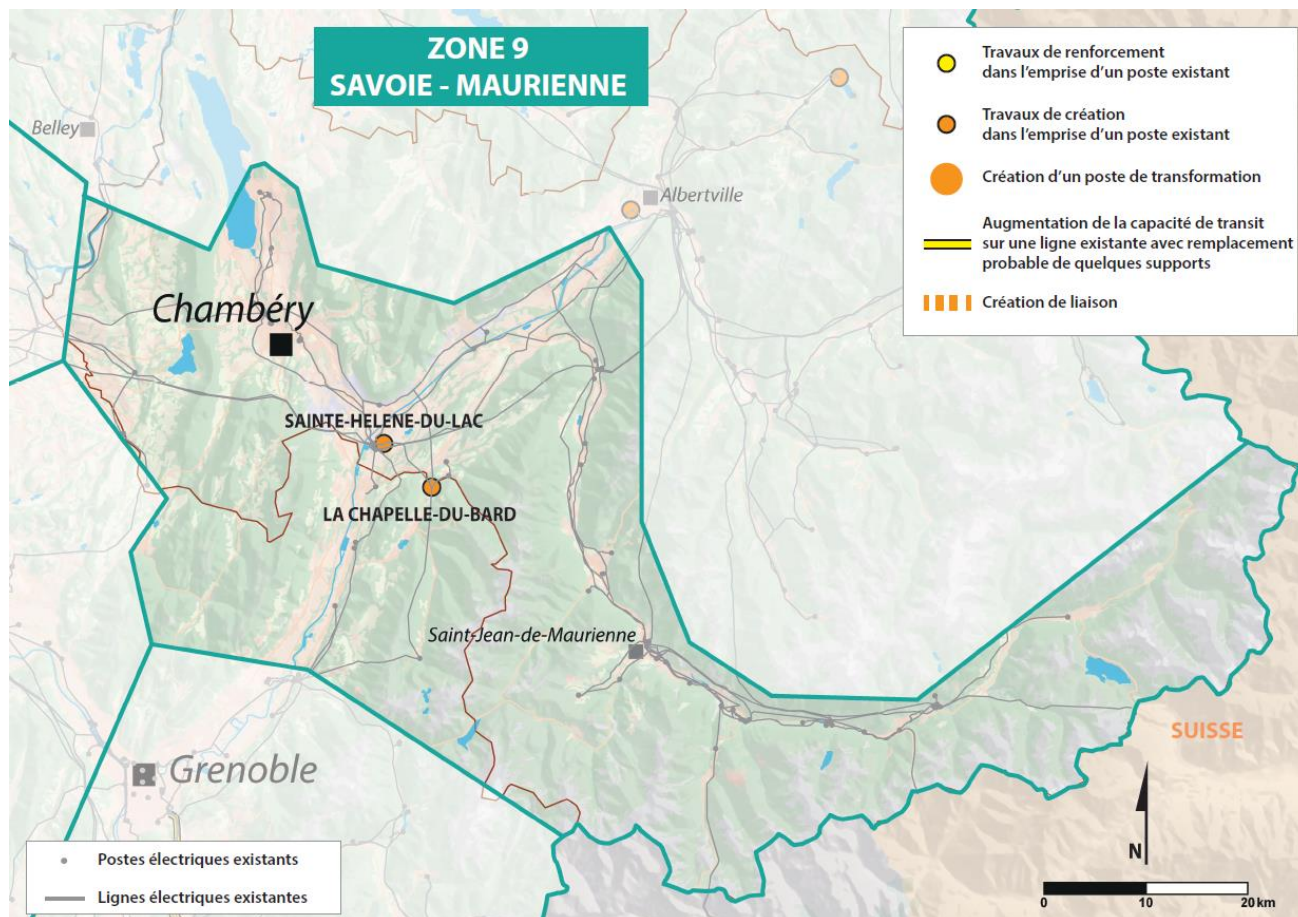 ZONE 9
SAVOIE - MAURIENNE
Travaux de renforcement
dans l’emprise d’un poste existant
Travaux de création
dans l’emprise d’un poste existant
Création d’un poste de transformation
Augmentation de la capacité de transit
sur une ligne existante avec remplacement
probable de quelques supports
Création de liaison
Belley
Albertville
Chambéry
SAINTE-HELENE-DU-LAC
LA CHAPELLE-DU-BARD
Saint-Jean-de-Maurienne
SUISSE
Grenoble
N
Postes électriques existants
Lignes électriques existantes
0 10 20 km